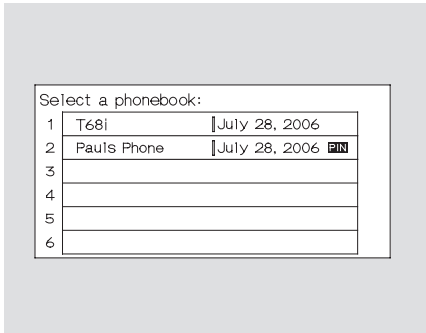 Select a phonebook:
1 T68i July 28, 2006
2 Pauls Phone July 28, 2006 PIN
3
4
5
6